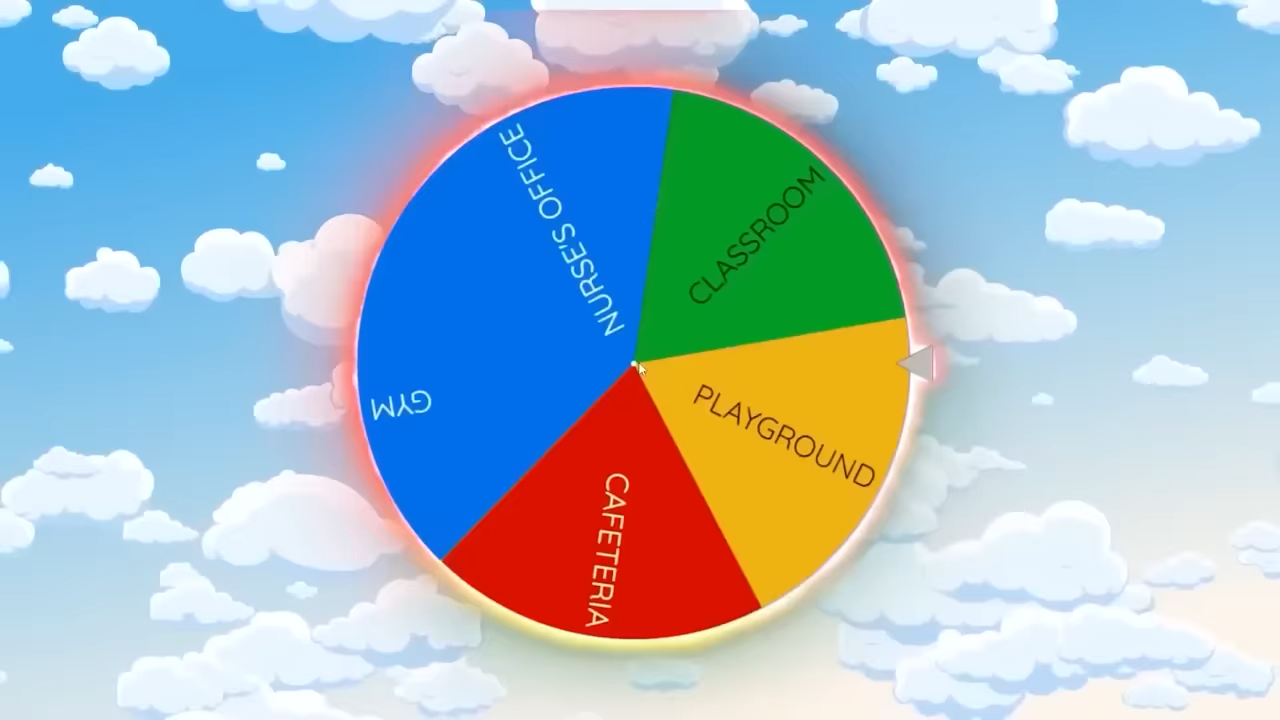 NURSE'S OFFICE
CLASSROOM
PLAYGROUND
CAFETERIA
GYM